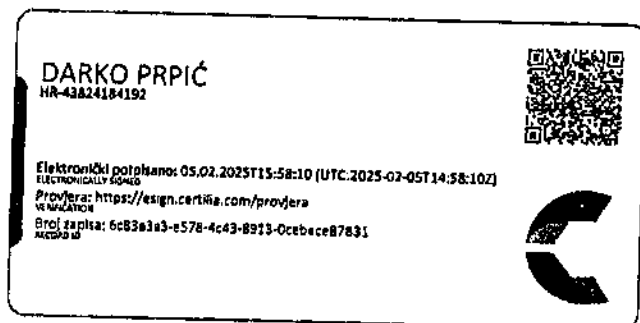 DARKO PRPIĆ
HR-43824184192
Elektronički potpisano: 05.02.2025T15:58:10 (UTC:2025-02-05T14:58:10Z)
ELECTRONICALLY SIGNED
Provjera: https://esign.certilia.com/provjera
VERIFICATION
Broj zapisa: 6c83a3a3-e578-4c43-8913-0cebace87831
RECORD ID